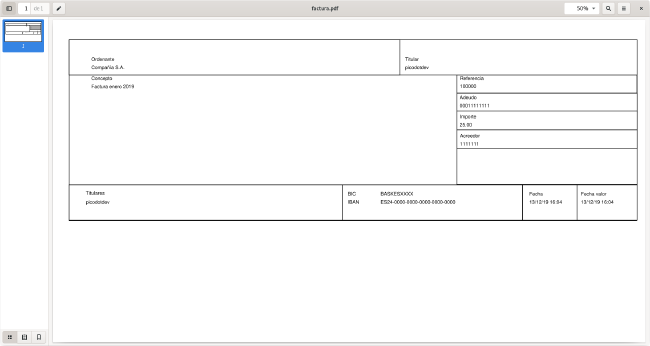 1 de 1
factura.pdf
50%
1
Ordenante
Compañia S.A.
Titular
picodotdev
Concepto
Factura enero 2019
Referencia
100000
Adeudo
00011111111
Importe
25.00
Acreedor
1111111
Titulares
picodotdev
BIC BASKESXXXX
IBAN ES24-0000-0000-0000-0000-0000
Fecha
13/12/19 16:04
Fecha valor
13/12/19 16:04